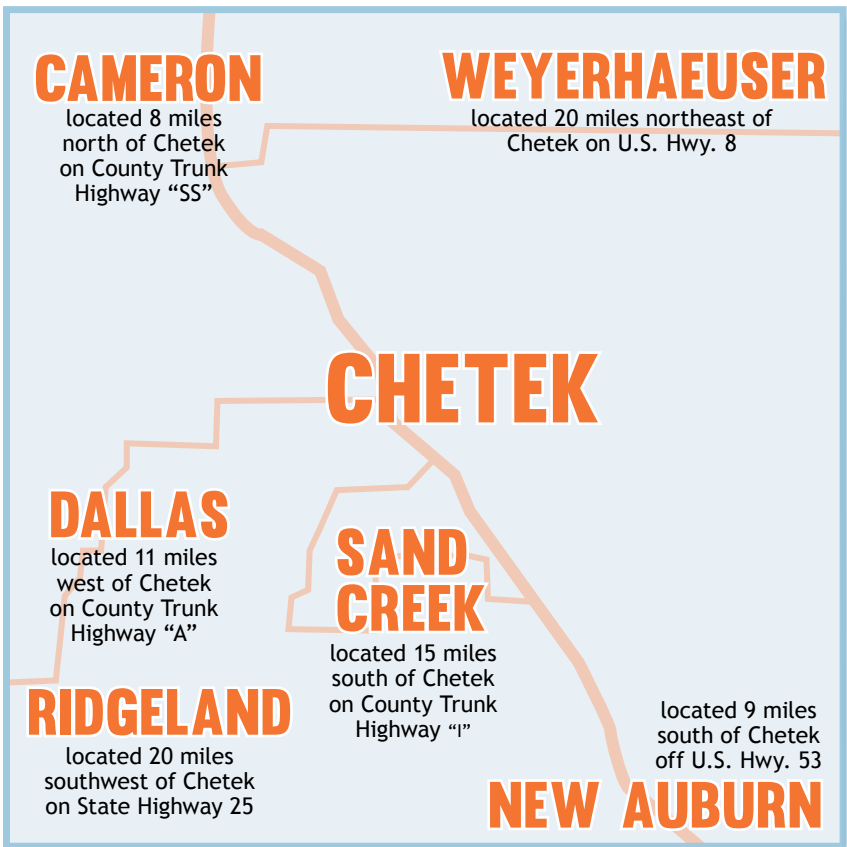 CAMERON
located 8 miles
north of Chetek
on County Trunk
Highway “SS”
WEYERHAEUSER
located 20 miles northeast of
Chetek on U.S. Hwy. 8
CHETEK
DALLAS
located 11 miles
west of Chetek
on County Trunk
Highway “A”
SAND
CREEK
located 15 miles
south of Chetek
on County Trunk
Highway “I”
RIDGELAND
located 20 miles
southwest of Chetek
on State Highway 25
located 9 miles
south of Chetek
off U.S. Hwy. 53
NEW AUBURN